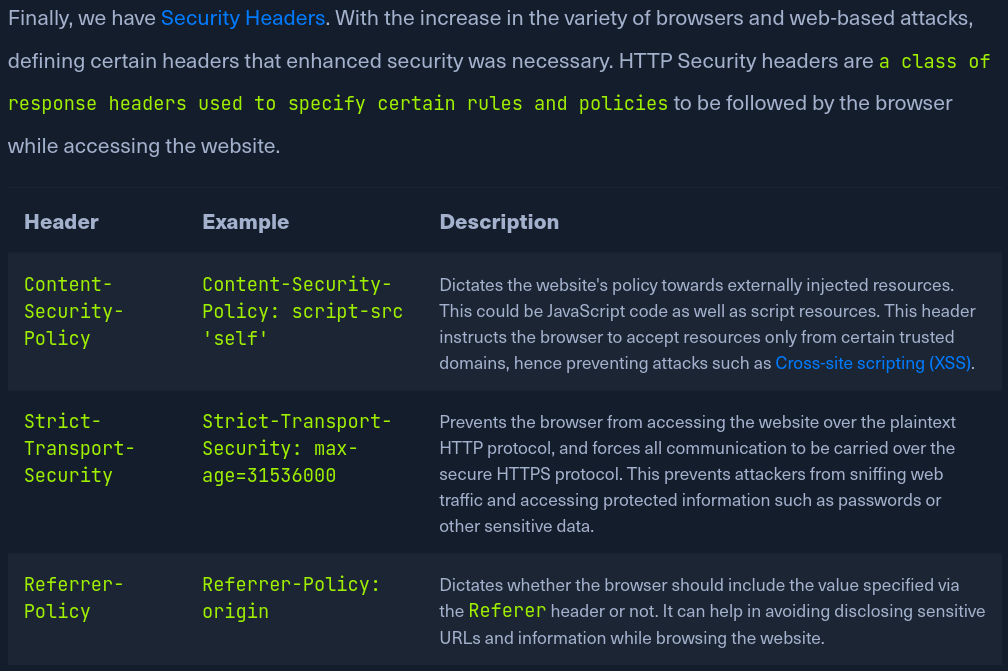 Finally, we have Security Headers. With the increase in the variety of browsers and web-based attacks,
defining certain headers that enhanced security was necessary. HTTP Security headers are a class of
response headers used to specify certain rules and policies to be followed by the browser
while accessing the website.
Header Example Description
Content-
Security-
Policy
Content-Security-
Policy: script-src
'self'
Dictates the website's policy towards externally injected resources.
This could be JavaScript code as well as script resources. This header
instructs the browser to accept resources only from certain trusted
domains, hence preventing attacks such as Cross-site scripting (XSS).
Strict-
Transport-
Security
Strict-Transport-
Security: max-
age=31536000
Prevents the browser from accessing the website over the plaintext
HTTP protocol, and forces all communication to be carried over the
secure HTTPS protocol. This prevents attackers from sniffing web
traffic and accessing protected information such as passwords or
other sensitive data.
Referrer-
Policy
Referrer-Policy:
origin
Dictates whether the browser should include the value specified via
the Referer header or not. It can help in avoiding disclosing sensitive
URLs and information while browsing the website.